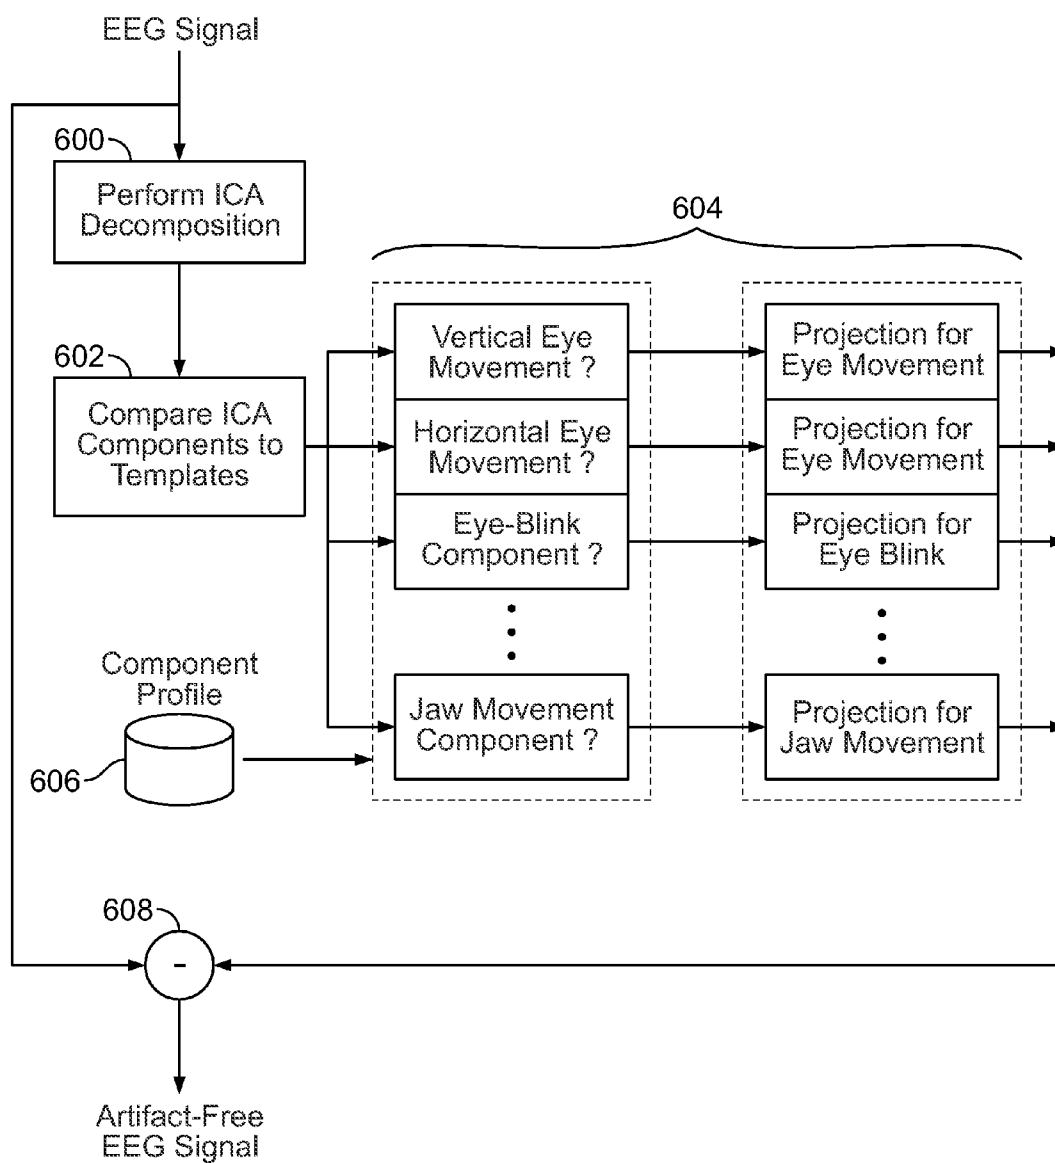 EEG Signal
600
Perform ICA
Decomposition
604
602
Compare ICA
Components to
Templates
Vertical Eye
Movement ?
Projection for
Eye Movement
Horizontal Eye
Movement ?
Projection for
Eye Movement
Eye-Blink
Component ?
Projection for
Eye Blink
Component
Profile
606
Jaw Movement
Component ?
Projection for
Jaw Movement
608
-
Artifact-Free
EEG Signal